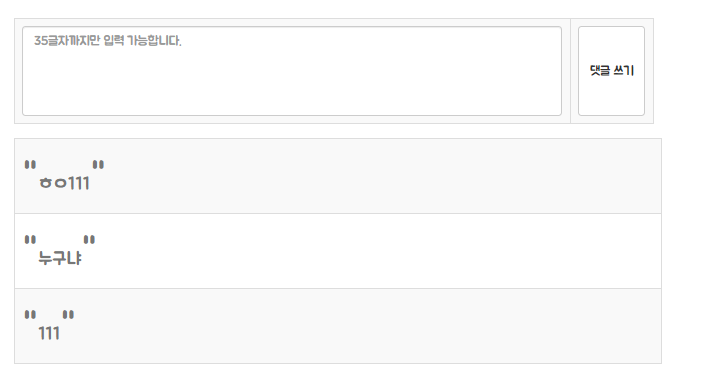 35글자까지만 입력 가능합니다.
댓글 쓰기
"ㅎㅇ111"
"누구냐"
"111"